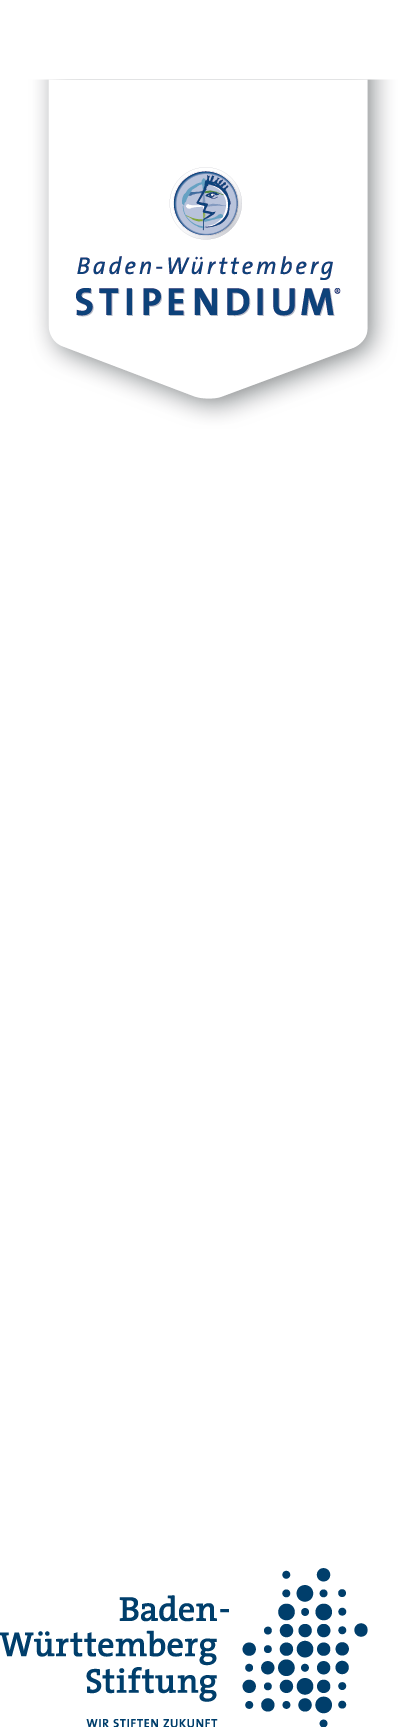 Baden-Württemberg
STIPENDIUM®
Baden-
Württemberg
Stiftung
WIR STIFTEN ZUKUNFT